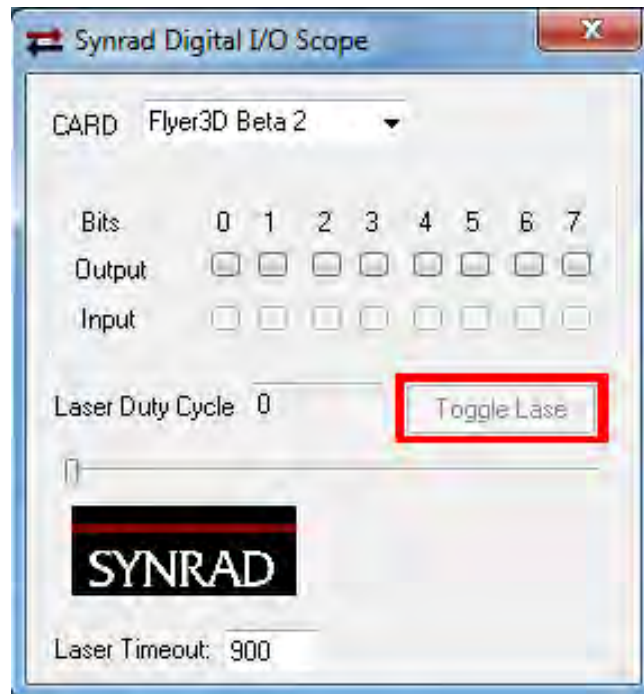 Synrad Digital I/O Scope
CARD Flyer3D Beta 2
Bits 0 1 2 3 4 5 6 7
Output
Input
Laser Duty Cycle 0 Toggle Lase
SYNRAD
Laser Timeout: 900